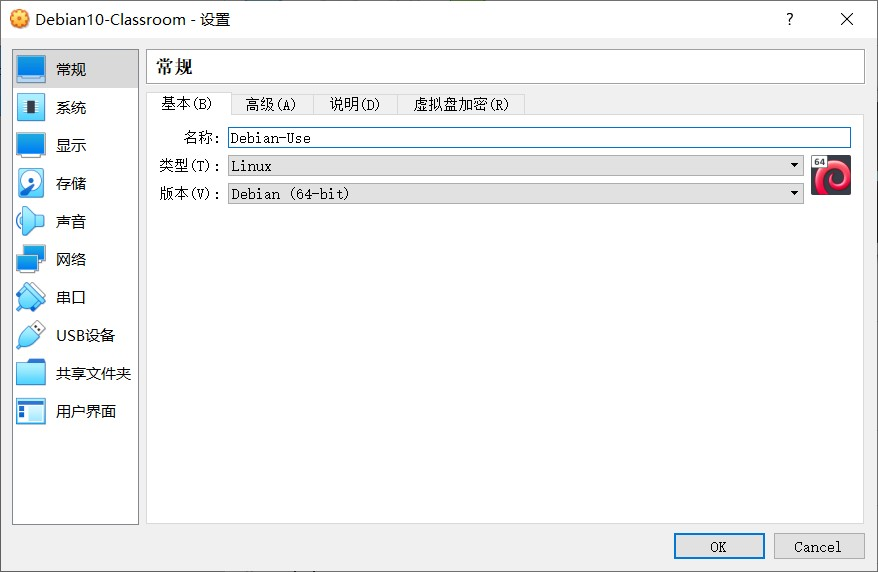 Debian10-Classroom - 设置
?
常规
系统
显示
存储
声音
网络
串口
USB设备
共享文件夹
用户界面
常规
基本(B) 高级(A) 说明(D) 虚拟盘加密(R)
名称: Debian-Use
类型(T): Linux
版本(V): Debian (64-bit)
64
OK Cancel